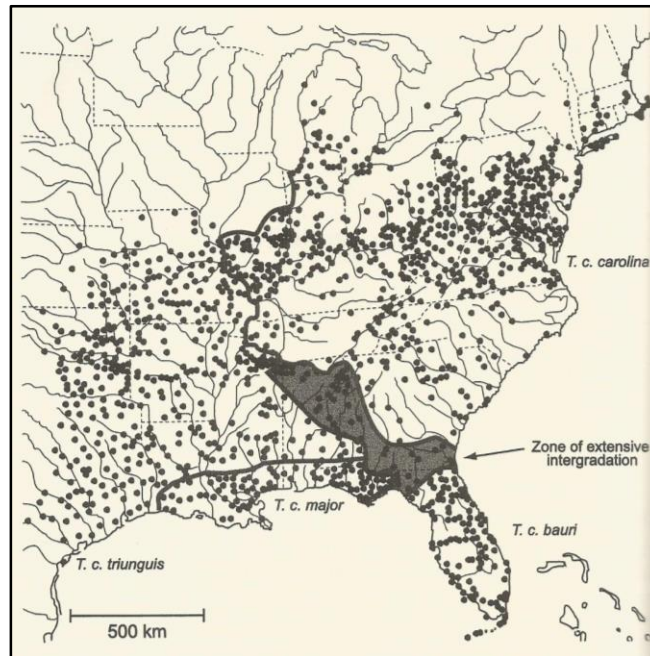 T. c. carolina
Zone of extensive
intergradation
T. c. major
T. c. bauri
T. c. triunguis
500 km